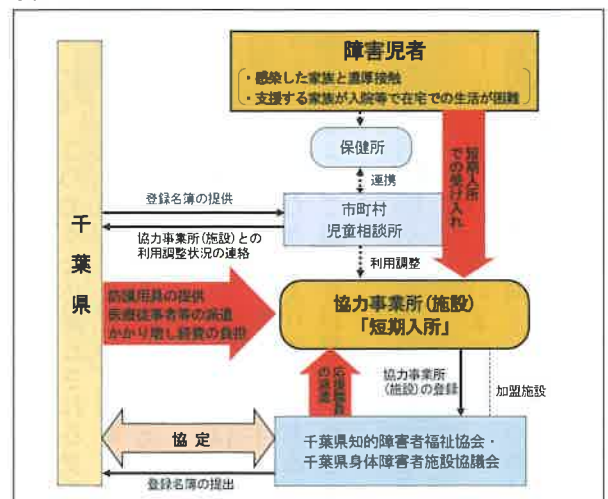 障害児者
・感染した家族と濃厚接触
・支援する家族が入院等で在宅での生活が困難
保健所
連携
短期入所
での受け入れ
登録名簿の提供
市町村
児童相談所
協力事業所(施設)との
利用調整状況の連絡
利用調整
千葉県
防護用具の提供
医療従事者等の派遣
かかり増し経費の負担
協力事業所(施設)
「短期入所」
応援職員
の派遣
協力事業所
(施設)の登録
加盟施設
協定
千葉県知的障害者福祉協会・
千葉県身体障害者施設協議会
登録名簿の提出